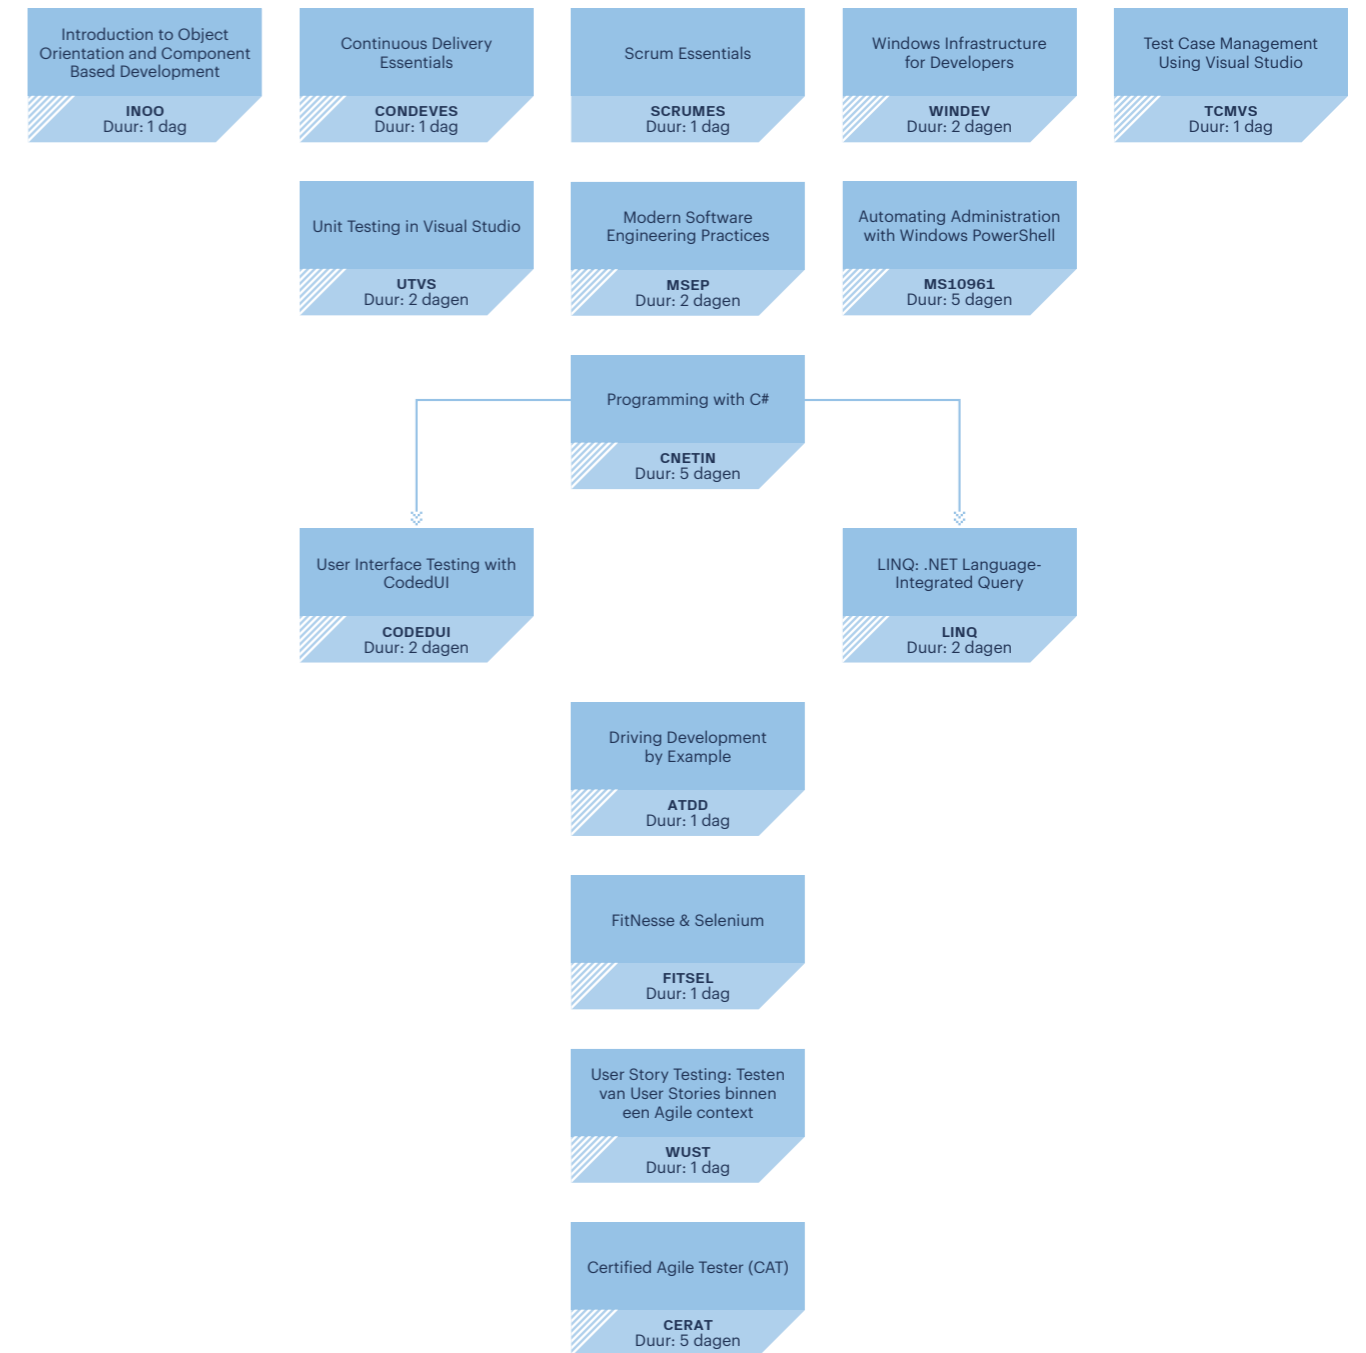 Introduction to Object
Orientation and Component
Based Development
INOO
Duur: 1 dag
Continuous Delivery
Essentials
CONDEVES
Duur: 1 dag
Scrum Essentials
SCRUMES
Duur: 1 dag
Windows Infrastructure
for Developers
WINDEV
Duur: 2 dagen
Test Case Management
Using Visual Studio
TCMVS
Duur: 1 dag
Unit Testing in Visual Studio
UTVS
Duur: 2 dagen
Modern Software
Engineering Practices
MSEP
Duur: 2 dagen
Automating Administration
with Windows PowerShell
MS10961
Duur: 5 dagen
Programming with C#
CNETIN
Duur: 5 dagen
User Interface Testing with
CodedUI
CODEDUI
Duur: 2 dagen
LINQ: .NET Language-
Integrated Query
LINQ
Duur: 2 dagen
Driving Development
by Example
ATDD
Duur: 1 dag
FitNesse & Selenium
FITSEL
Duur: 1 dag
User Story Testing: Testen
van User Stories binnen
een Agile context
WUST
Duur: 1 dag
Certified Agile Tester (CAT)
CERAT
Duur: 5 dagen